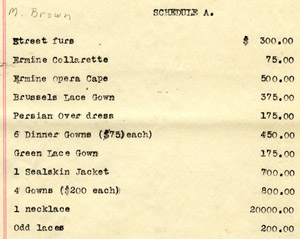 M. Brown
SCHEDULE A.
Street furs $ 300.00
Ermine Collarette 75.00
Ermine Opera Cape 500.00
Brussels Lace Gown 375.00
Persian Over dress 175.00
6 Dinner Gowns ($75)each) 450.00
Green Lace Gown 175.00
1 Sealskin Jacket 700.00
4 Gowns ($200 each) 800.00
1 necklace 20000.00
Odd laces 200.00